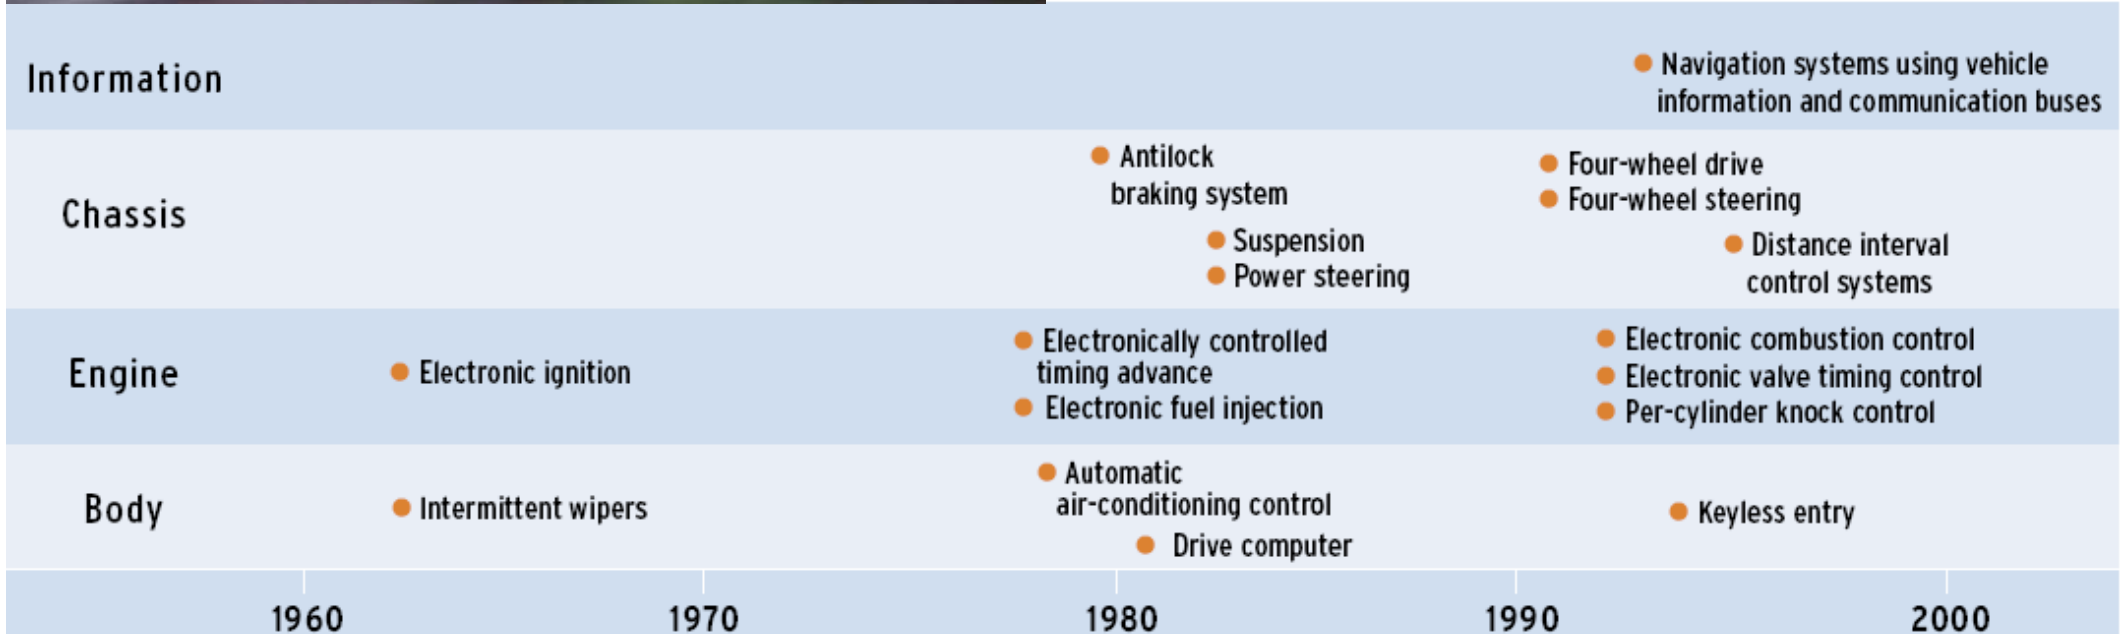 Information
Navigation systems using vehicle
information and communication buses
Chassis
Antilock
braking system
Suspension
Power steering
Four-wheel drive
Four-wheel steering
Distance interval
control systems
Engine
Electronic ignition
Electronically controlled
timing advance
Electronic fuel injection
Electronic combustion control
Electronic valve timing control
Per-cylinder knock control
Body
Intermittent wipers
Automatic
air-conditioning control
Drive computer
Keyless entry
1960 1970 1980 1990 2000